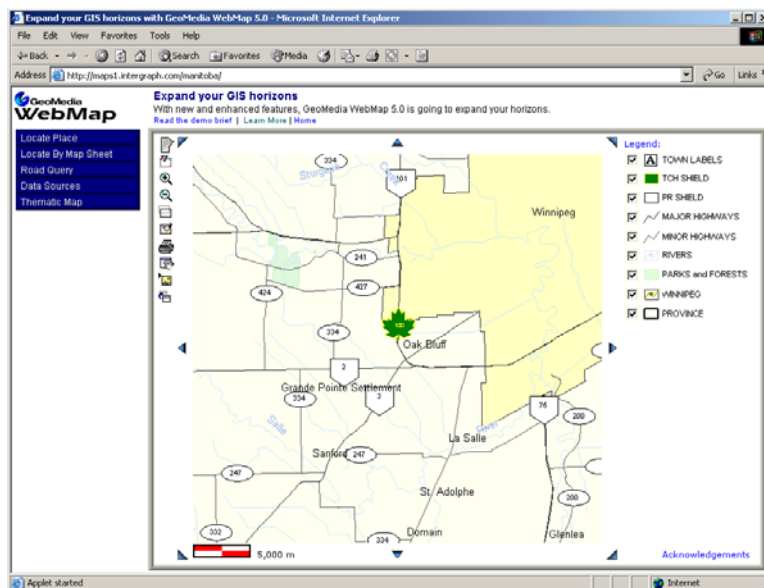 Expand your GIS horizons with GeoMedia WebMap 5.0 - Microsoft Internet Explorer
File Edit View Favorites Tools Help
Back Search Favorites Media
Address http://maps1.intergraph.com/manitoba/ Go Links
GeoMedia
WebMap
Expand your GIS horizons
With new and enhanced features, GeoMedia WebMap 5.0 is going to expand your horizons.
Read the demo brief | Learn More | Home
Locate Place
Locate By Map Sheet
Road Query
Data Sources
Thematic Map
334
Sturgeon
101
Winnipeg
241
424
427
334
100
Oak Bluff
2
Grande Pointe Settlement
334
3
76
200
Salle
River
La Salle
Sanford 247
247
St. Adolphe
200
332
334
Domain
Glenlea
5,000 m
Legend:
TOWN LABELS
TCH SHIELD
PR SHIELD
MAJOR HIGHWAYS
MINOR HIGHWAYS
RIVERS
PARKS and FORESTS
WINNIPEG
PROVINCE
Acknowledgements
Applet started Internet